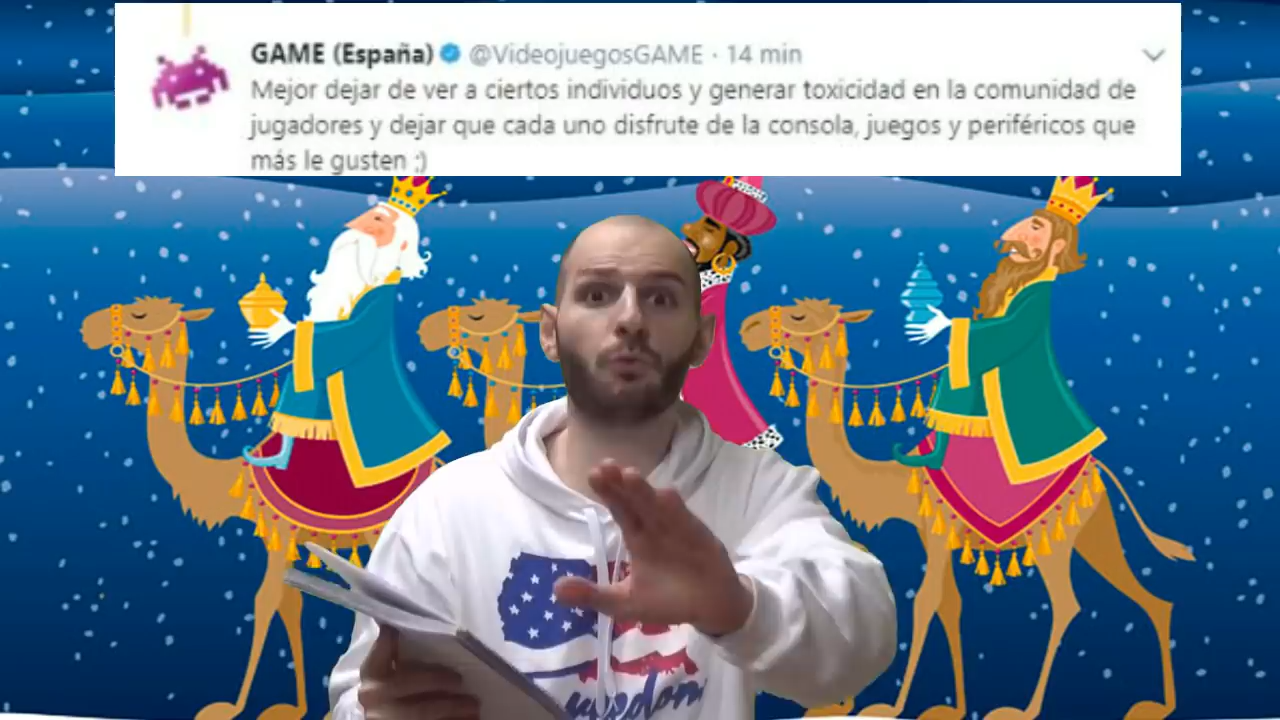 GAME (España) @VideojuegosGAME · 14 min
Mejor dejar de ver a ciertos individuos y generar toxicidad en la comunidad de
jugadores y dejar que cada uno disfrute de la consola, juegos y periféricos que
más le gusten ;)
Freedom